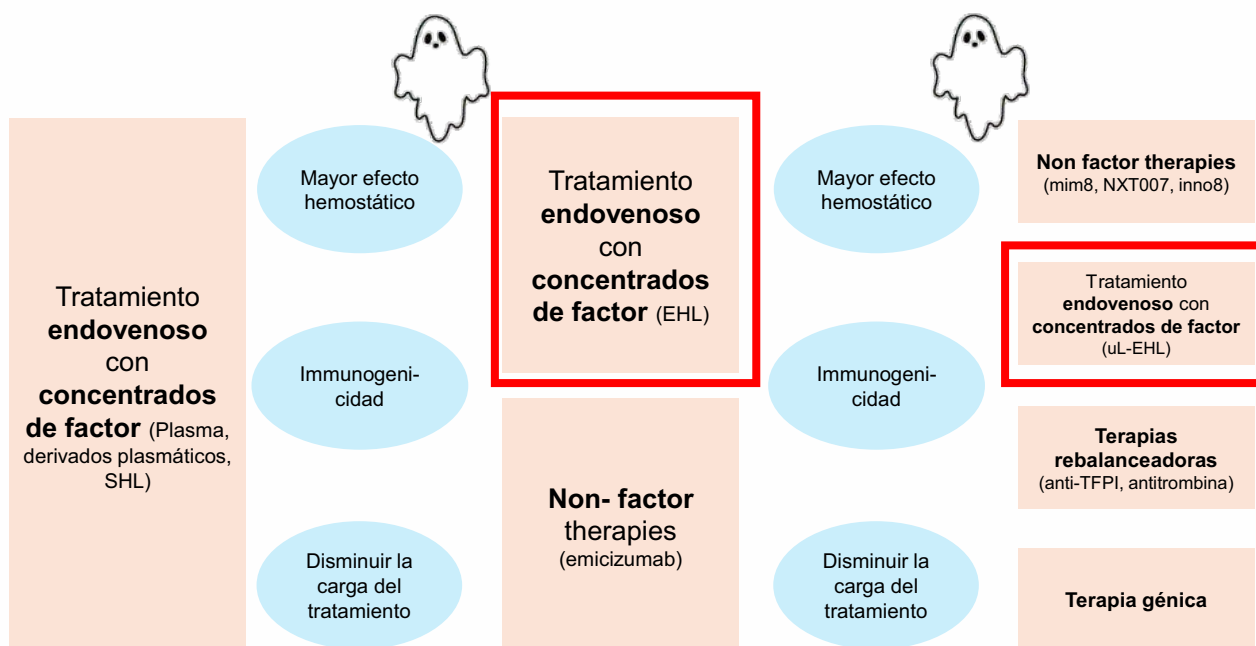 Tratamiento
endovenoso
con
concentrados
de factor (Plasma,
derivados plasmáticos,
SHL)
Mayor efecto
hemostático
Immunogeni-
cidad
Disminuir la
carga del
tratamiento
Tratamiento
endovenoso
con
concentrados
de factor (EHL)
Non- factor
therapies
(emicizumab)
Mayor efecto
hemostático
Immunogeni-
cidad
Disminuir la
carga del
tratamiento
Non factor therapies
(mim8, NXT007, inno8)
Tratamiento
endovenoso con
concentrados de factor
(uL-EHL)
Terapias
rebalanceadoras
(anti-TFPI, antitrombina)
Terapia génica